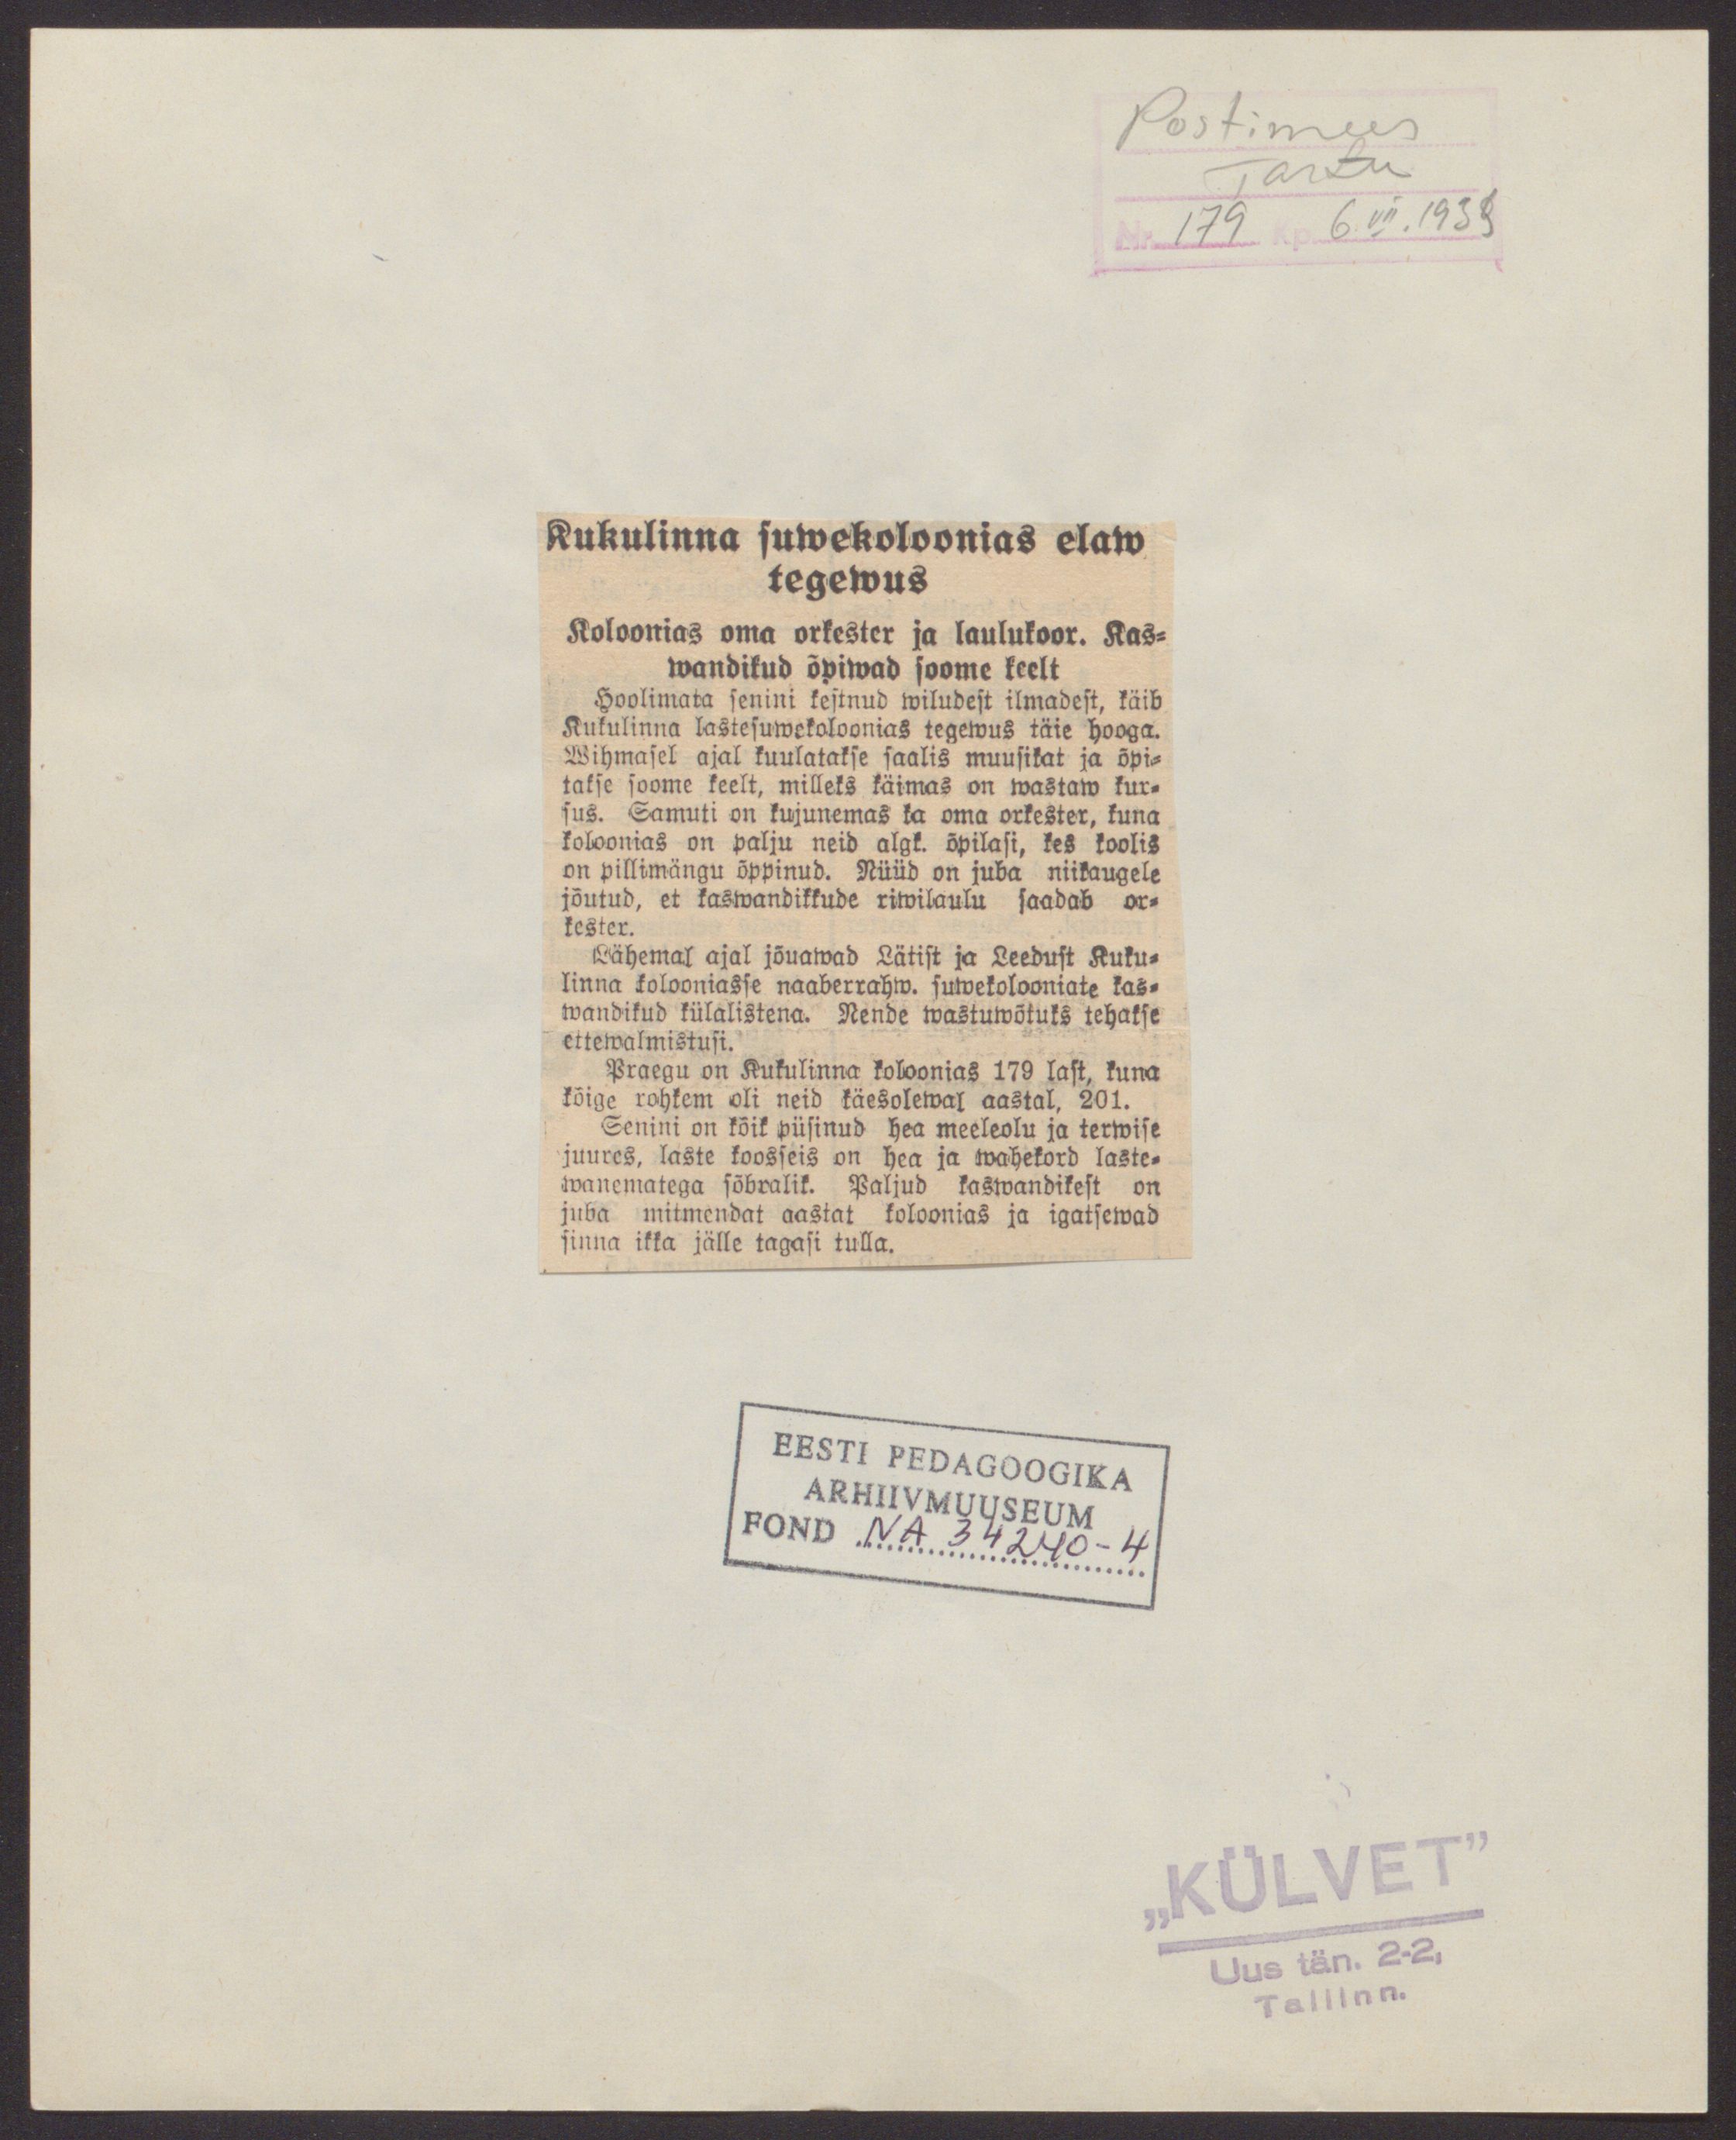 Postimees
Tartu
Nr. 179 Kp. 6.VII.1938
Kukulinna suwekoloonias elaw
tegewus
Koloonias oma orkester ja laulukoor. Kas-
wandikud õpiwad soome keelt
Hoolimata senini kestnud wiludest ilmadest, käib
Kukulinna lastesuwekoloonias tegewus täie hooga.
Wihmasel ajal kuulatakse saalis muusikat ja õpi-
takse soome keelt, milleks käimas on wastaw kur-
sus. Samuti on kujunemas ka oma orkester, kuna
koloonias on palju neid algk. õpilasi, kes koolis
on pillimängu õppinud. Nüüd on juba niikaugele
jõutud, et kaswandikkude riwilaulu saadab or-
kester.
Lähemal ajal jõuawad Lätist ja Leedust Kuku-
linna kolooniasse naaberrahw. suwekolooniate kas-
wandikud külalistena. Nende wastuwõtuks tehakse
ettewalmistusi.
Praegu on Kukulinna koloonias 179 last, kuna
kõige rohkem oli neid käesolewal aastal, 201.
Senini on kõik püsinud hea meeleolu ja terwise
juures, laste koosseis on hea ja wahekord laste-
wanematega sõbralik. Paljud kaswandikest on
juba mitmendat aastat koloonias ja igatsewad
sinna ikka jälle tagasi tulla.
EESTI PEDAGOOGIKA
ARHIIVMUUSEUM
FOND NA 34240-4
„KÜLVET”
Uus tän. 2-2,
Tallinn.